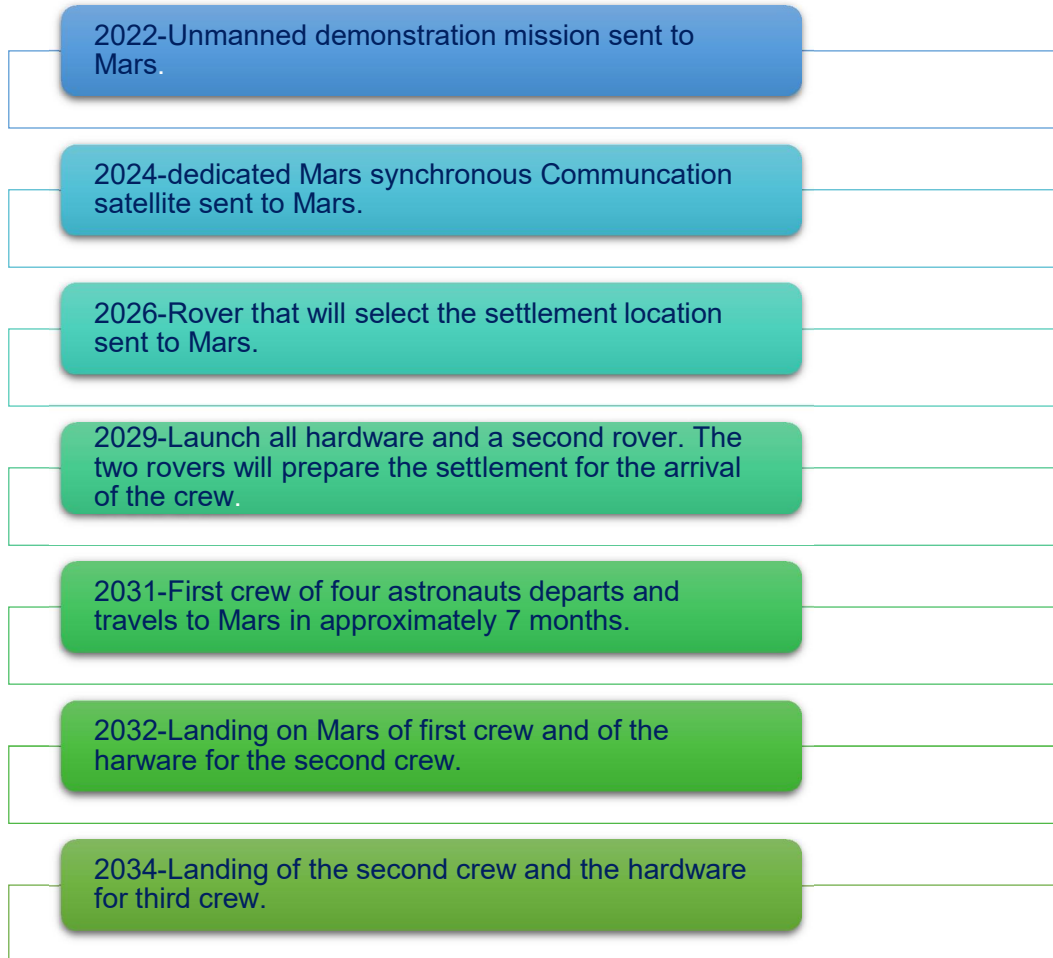 2022-Unmanned demonstration mission sent to
Mars.
2024-dedicated Mars synchronous Communcation
satellite sent to Mars.
2026-Rover that will select the settlement location
sent to Mars.
2029-Launch all hardware and a second rover. The
two rovers will prepare the settlement for the arrival
of the crew.
2031-First crew of four astronauts departs and
travels to Mars in approximately 7 months.
2032-Landing on Mars of first crew and of the
harware for the second crew.
2034-Landing of the second crew and the hardware
for third crew.